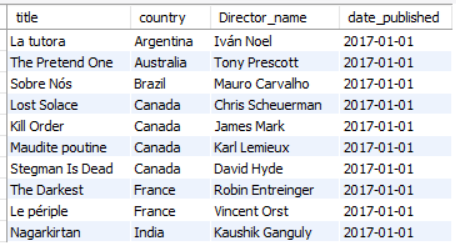 title country Director_name date_published
La tutora Argentina Iván Noel 2017-01-01
The Pretend One Australia Tony Prescott 2017-01-01
Sobre Nós Brazil Mauro Carvalho 2017-01-01
Lost Solace Canada Chris Scheuerman 2017-01-01
Kill Order Canada James Mark 2017-01-01
Maudite poutine Canada Karl Lemieux 2017-01-01
Stegman Is Dead Canada David Hyde 2017-01-01
The Darkest France Robin Entreinger 2017-01-01
Le périple France Vincent Orst 2017-01-01
Nagarkirtan India Kaushik Ganguly 2017-01-01